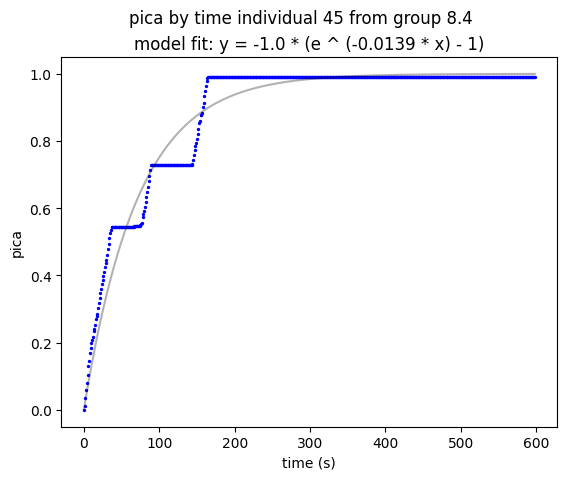 pica by time individual 45 from group 8.4
model fit: y = -1.0 * (e ^ (-0.0139 * x) - 1)
1.0
0.8
0.6
0.4
0.2
0.0
pica
0 100 200 300 400 500 600
time (s)